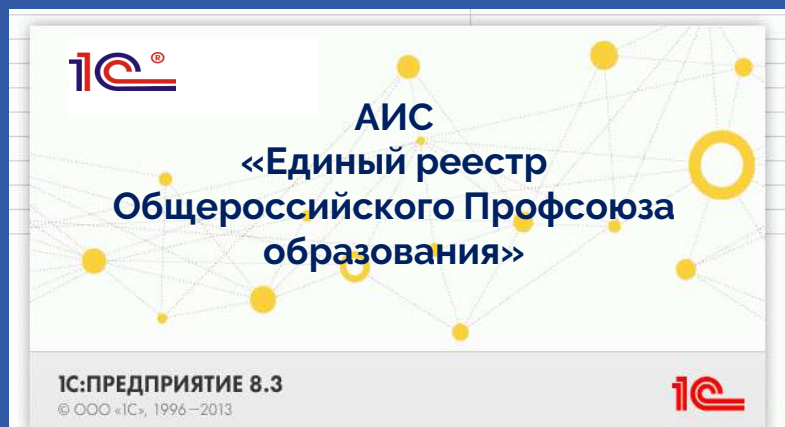 1С®
АИС
«Единый реестр
Общероссийского Профсоюза
образования»
1С:ПРЕДПРИЯТИЕ 8.3
© ООО «1С», 1996—2013
1С